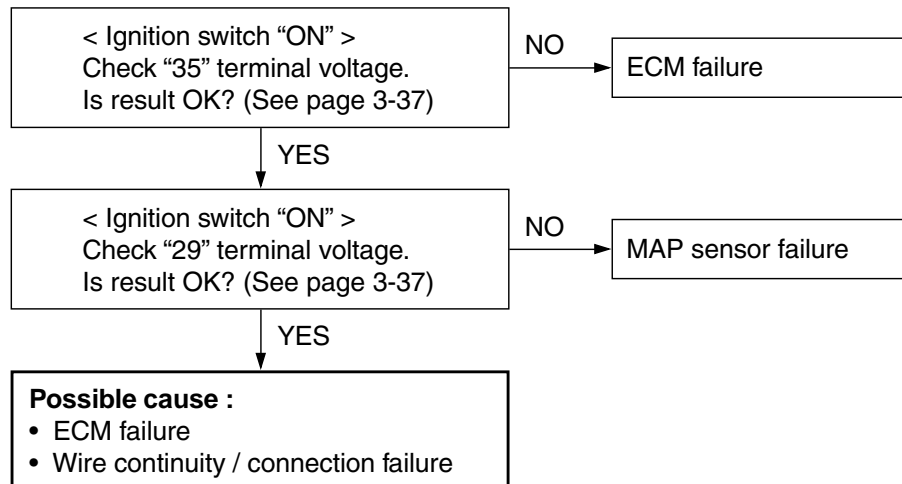 < Ignition switch “ON” >
Check “35” terminal voltage.
Is result OK? (See page 3-37)
NO
ECM failure
YES
< Ignition switch “ON” >
Check “29” terminal voltage.
Is result OK? (See page 3-37)
NO
MAP sensor failure
YES
Possible cause :
• ECM failure
• Wire continuity / connection failure